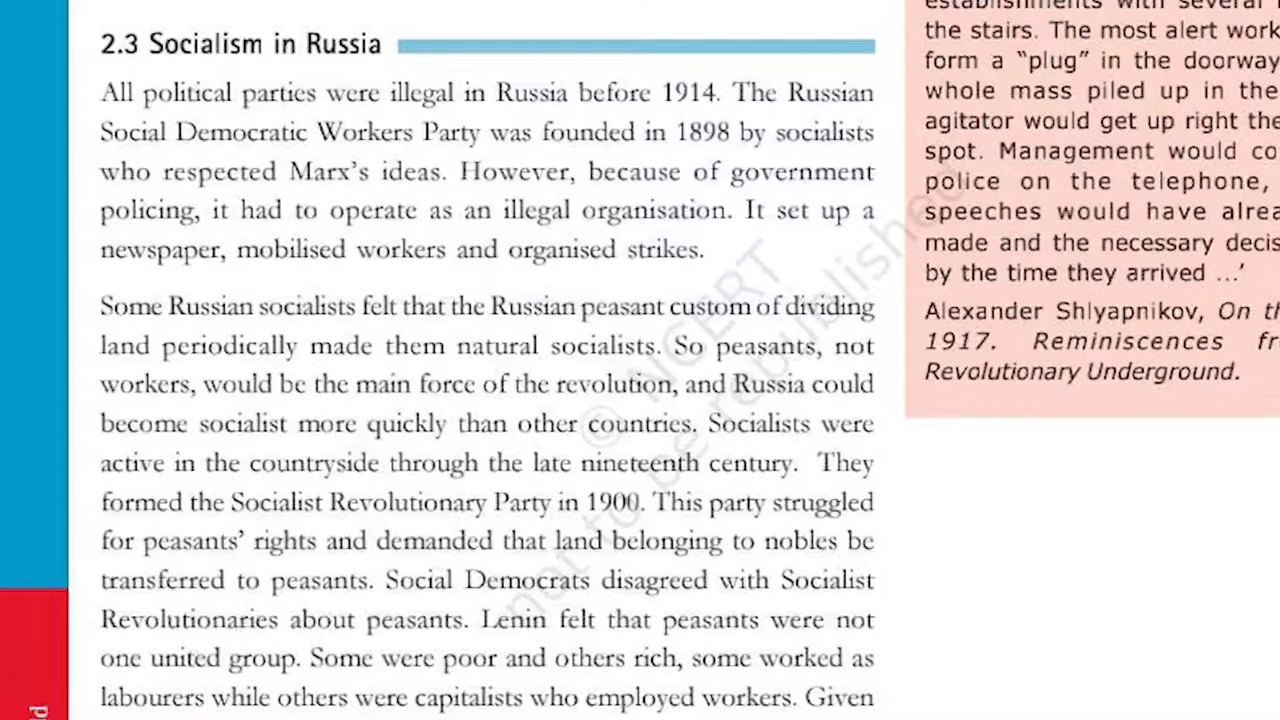 2.3 Socialism in Russia
All political parties were illegal in Russia before 1914. The Russian
Social Democratic Workers Party was founded in 1898 by socialists
who respected Marx's ideas. However, because of government
policing, it had to operate as an illegal organisation. It set up a
newspaper, mobilised workers and organised strikes.
Some Russian socialists felt that the Russian peasant custom of dividing
land periodically made them natural socialists. So peasants, not
workers, would be the main force of the revolution, and Russia could
become socialist more quickly than other countries. Socialists were
active in the countryside through the late nineteenth century. They
formed the Socialist Revolutionary Party in 1900. This party struggled
for peasants' rights and demanded that land belonging to nobles be
transferred to peasants. Social Democrats disagreed with Socialist
Revolutionaries about peasants. Lenin felt that peasants were not
one united group. Some were poor and others rich, some worked as
labourers while others were capitalists who employed workers. Given
the stairs. The most alert work
form a "plug" in the doorway
whole mass piled up in the
agitator would get up right the
spot. Management would co
police on the telephone,
speeches would have alrea
made and the necessary decis
by the time they arrived ...'
Alexander Shlyapnikov, On th
1917. Reminiscences fr
Revolutionary Underground.
© NCERT
not to be republished